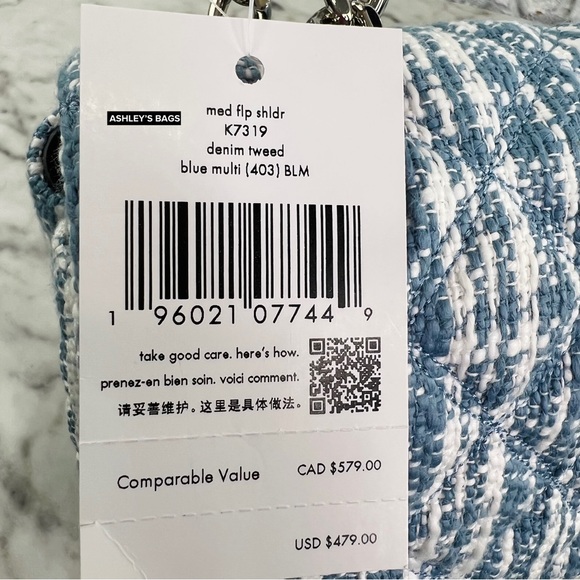 ASHLEY'S BAGS
med flp shldr
K7319
denim tweed
blue multi (403) BLM
1 96021 07744 9
take good care. here's how.
prenez-en bien soin. voici comment.
请妥善维护。这里是具体做法。
Comparable Value CAD $579.00
USD $479.00